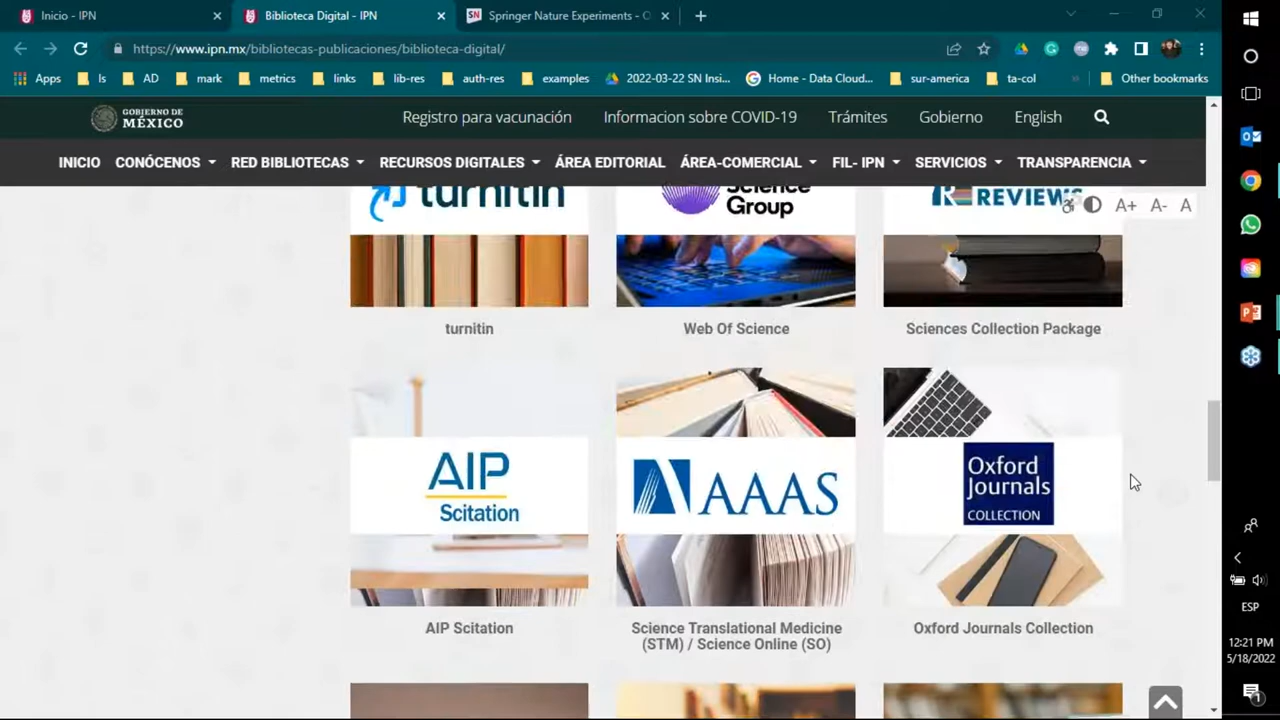 Inicio - IPN
Biblioteca Digital - IPN
SN Springer Nature Experiments - O
https://www.ipn.mx/bibliotecas-publicaciones/biblioteca-digital/
Apps ls AD mark metrics links lib-res auth-res examples 2022-03-22 SN Insi... Home - Data Cloud... sur-america ta-col » Other bookmarks
GOBIERNO DE
MÉXICO
Registro para vacunación Informacion sobre COVID-19 Trámites Gobierno English
INICIO CONÓCENOS RED BIBLIOTECAS RECURSOS DIGITALES ÁREA EDITORIAL ÁREA-COMERCIAL FIL- IPN SERVICIOS TRANSPARENCIA
turnitin
Science
Group
REVIEWS
A+ A- A
turnitin
Web Of Science
Sciences Collection Package
AIP
Scitation
AAAS
Oxford
Journals
COLLECTION
AIP Scitation
Science Translational Medicine
(STM) / Science Online (SO)
Oxford Journals Collection
ESP
12:21 PM
5/18/2022
1